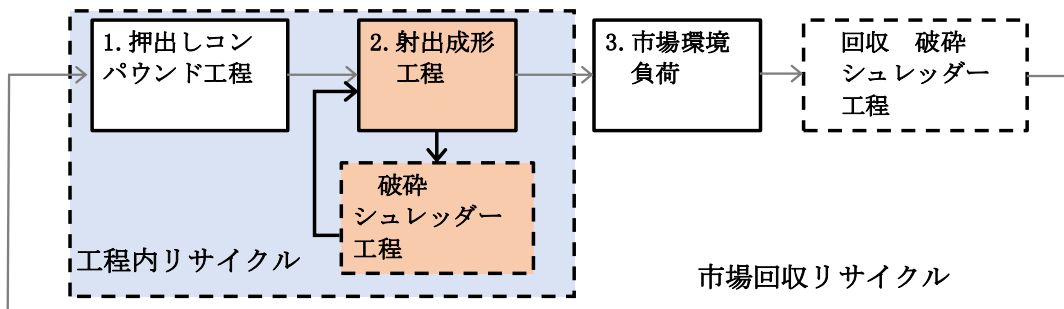 1. 押出しコン
パウンド工程
2. 射出成形
工程
3. 市場環境
負荷
回収　破砕
シュレッダー
工程
破砕
シュレッダー
工程
工程内リサイクル
市場回収リサイクル